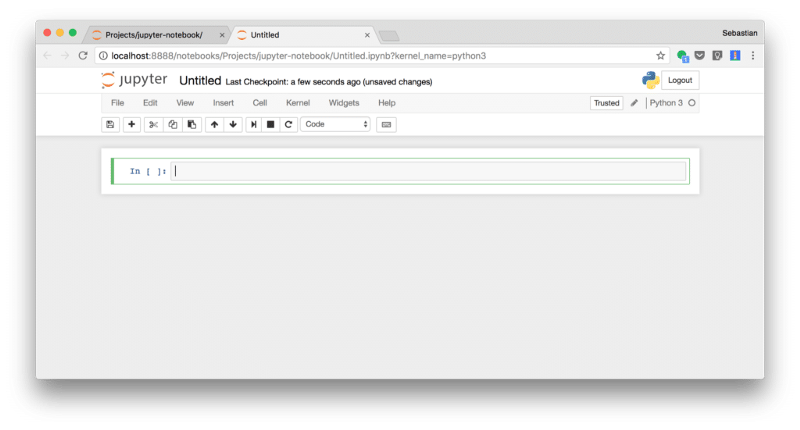 Projects/jupyter-notebook/ × Untitled × Sebastian
localhost:8888/notebooks/Projects/jupyter-notebook/Untitled.ipynb?kernel_name=python3
jupyter Untitled Last Checkpoint: a few seconds ago (unsaved changes) Logout
File Edit View Insert Cell Kernel Widgets Help Trusted Python 3
Code
In [ ]: